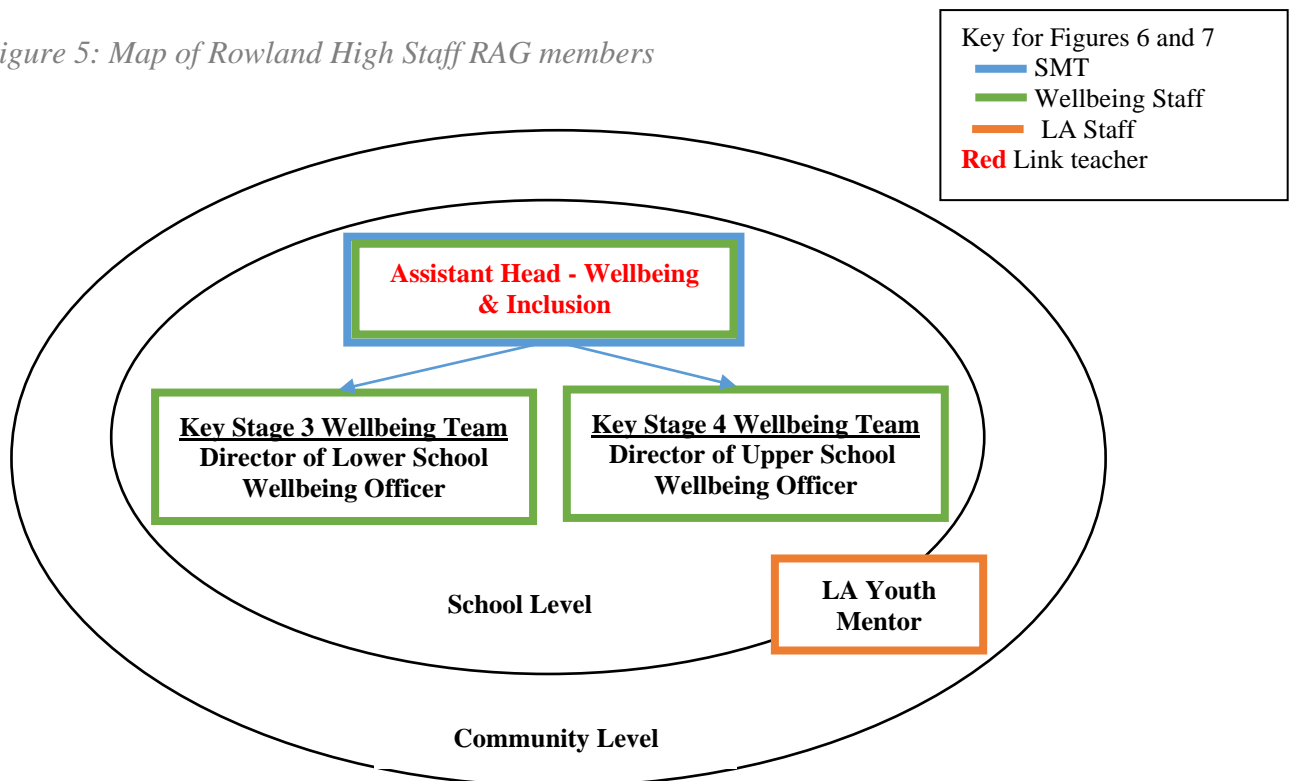 igure 5: Map of Rowland High Staff RAG members
Key for Figures 6 and 7
SMT
Wellbeing Staff
LA Staff
Red Link teacher
Assistant Head - Wellbeing
& Inclusion
Key Stage 3 Wellbeing Team
Director of Lower School
Wellbeing Officer
Key Stage 4 Wellbeing Team
Director of Upper School
Wellbeing Officer
LA Youth
Mentor
School Level
Community Level